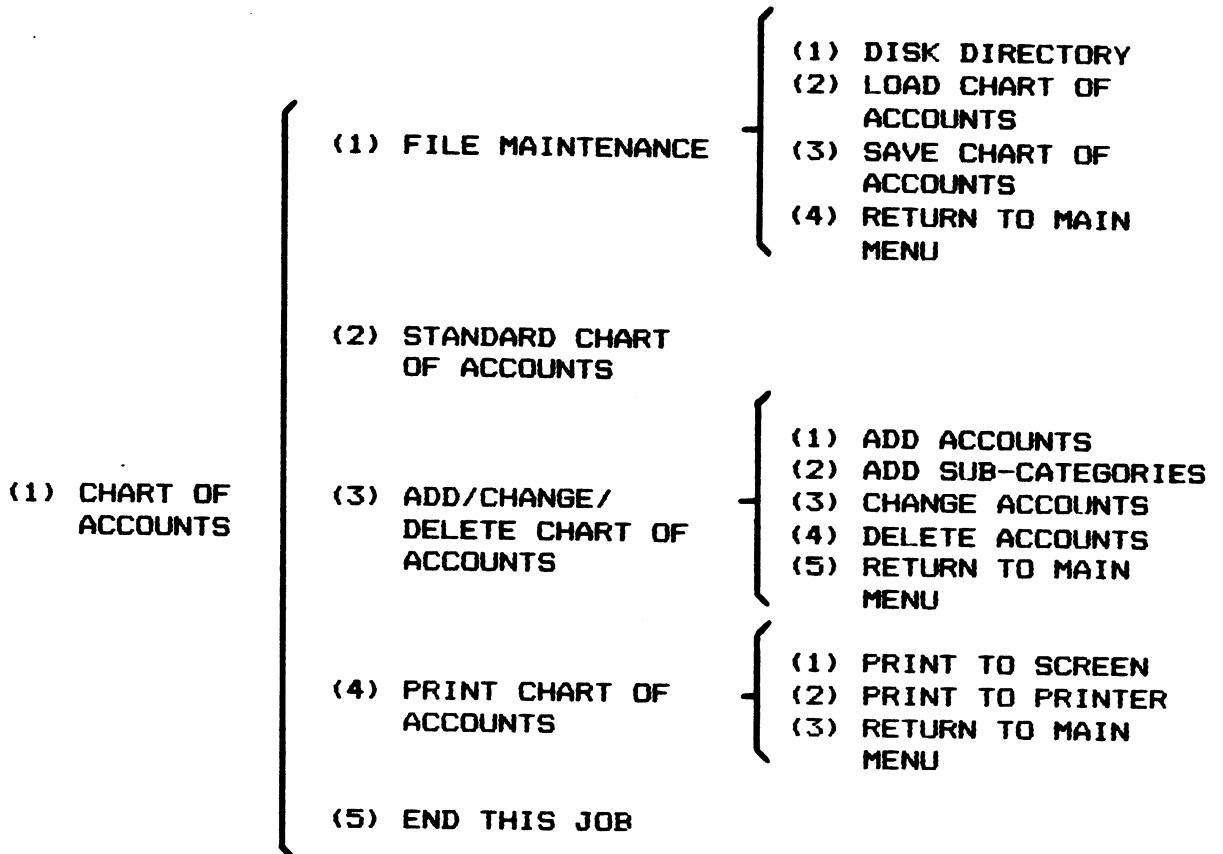 (1) CHART OF
ACCOUNTS
(1) FILE MAINTENANCE
(1) DISK DIRECTORY
(2) LOAD CHART OF
ACCOUNTS
(3) SAVE CHART OF
ACCOUNTS
(4) RETURN TO MAIN
MENU
(2) STANDARD CHART
OF ACCOUNTS
(3) ADD/CHANGE/
DELETE CHART OF
ACCOUNTS
(1) ADD ACCOUNTS
(2) ADD SUB-CATEGORIES
(3) CHANGE ACCOUNTS
(4) DELETE ACCOUNTS
(5) RETURN TO MAIN
MENU
(4) PRINT CHART OF
ACCOUNTS
(1) PRINT TO SCREEN
(2) PRINT TO PRINTER
(3) RETURN TO MAIN
MENU
(5) END THIS JOB